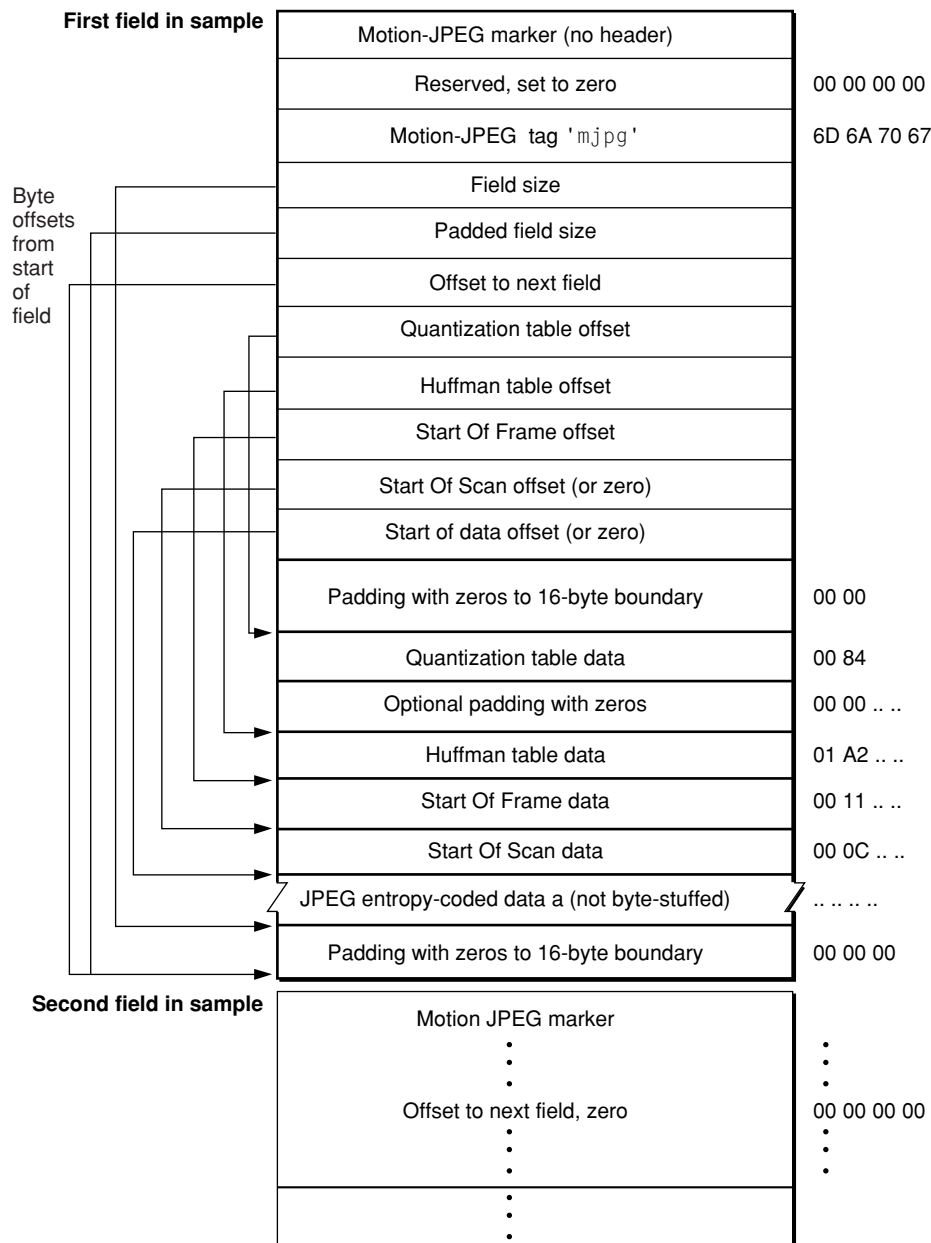 First field in sample
Motion-JPEG marker (no header)
Reserved, set to zero 00 00 00 00
Motion-JPEG tag 'mjpg' 6D 6A 70 67
Byte
offsets
from
start
of
field
Field size
Padded field size
Offset to next field
Quantization table offset
Huffman table offset
Start Of Frame offset
Start Of Scan offset (or zero)
Start of data offset (or zero)
Padding with zeros to 16-byte boundary 00 00
Quantization table data 00 84
Optional padding with zeros 00 00 .. ..
Huffman table data 01 A2 .. ..
Start Of Frame data 00 11 .. ..
Start Of Scan data 00 0C .. ..
JPEG entropy-coded data a (not byte-stuffed) .. .. .. ..
Padding with zeros to 16-byte boundary 00 00 00
Second field in sample
Motion JPEG marker
Offset to next field, zero 00 00 00 00